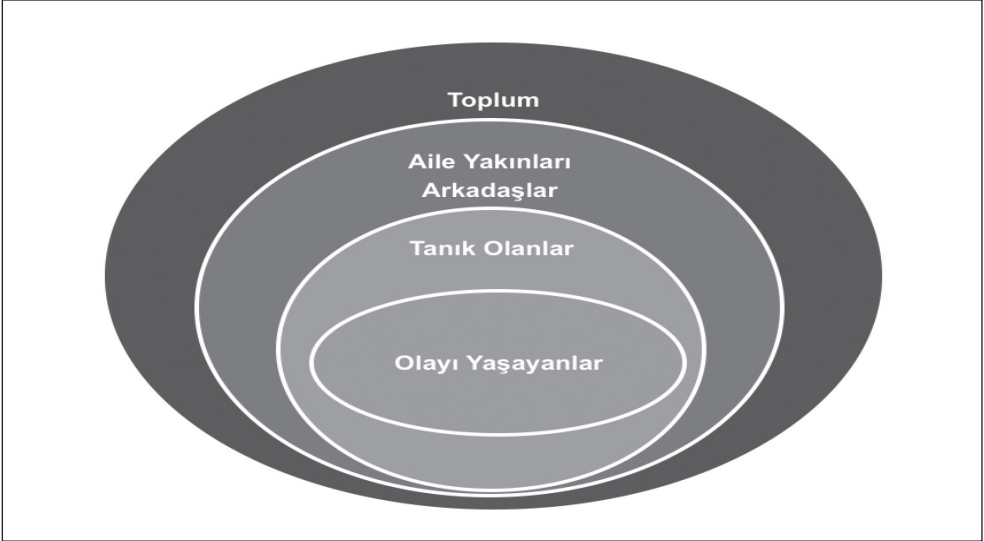 Toplum
Aile Yakınları
Arkadaşlar
Tanık Olanlar
Olayı Yaşayanlar